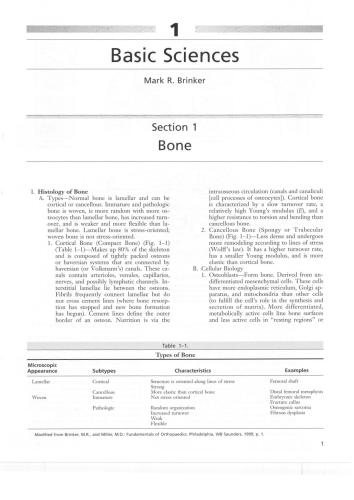 1
Basic Sciences
Mark R. Brinker
Section 1
Bone
I. Histology of Bone
A. Types—Normal bone is lamellar and can be
cortical or cancellous. Immature and pathologic
bone is woven, is more random with more os-
teocytes than lamellar bone, has increased turn-
over, and is weaker and more flexible than la-
mellar bone. Lamellar bone is stress-oriented;
woven bone is not stress-oriented.
1. Cortical Bone (Compact Bone) (Fig. 1–1)
(Table 1–1)—Makes up 80% of the skeleton
and is composed of tightly packed osteons
or haversian systems that are connected by
haversian (or Volkmann's) canals. These ca-
nals contain arterioles, venules, capillaries,
nerves, and possibly lymphatic channels. In-
terstitial lamellae lie between the osteons.
Fibrils frequently connect lamellae but do
not cross cement lines (where bone resorp-
tion has stopped and new bone formation
has begun). Cement lines define the outer
border of an osteon. Nutrition is via the
intraosseous circulation (canals and canaliculi
[cell processes of osteocytes]). Cortical bone
is characterized by a slow turnover rate, a
relatively high Young's modulus (E), and a
higher resistance to torsion and bending than
cancellous bone.
2. Cancellous Bone (Spongy or Trabecular
Bone) (Fig. 1–1)—Less dense and undergoes
more remodeling according to lines of stress
(Wolff's law). It has a higher turnover rate,
has a smaller Young's modulus, and is more
elastic than cortical bone.
B. Cellular Biology
1. Osteoblasts—Form bone. Derived from un-
differentiated mesenchymal cells. These cells
have more endoplasmic reticulum, Golgi ap-
paratus, and mitochondria than other cells
(to fulfill the cell's role in the synthesis and
secretion of matrix). More differentiated,
metabolically active cells line bone surfaces
and less active cells in "resting regions" or
Table 1–1.
Types of Bone
Microscopic
Appearance Subtypes Characteristics Examples
Lamellar Cortical Structure is oriented along lines of stress Femoral shaft
Strong
Cancellous More elastic than cortical bone Distal femoral metaphysis
Woven Immature Not stress oriented Embryonic skeleton
Fracture callus
Pathologic Random organization Osteogenic sarcoma
Increased turnover Fibrous dysplasia
Weak
Flexible
Modified from Brinker, M.R., and Miller, M.D.: Fundamentals of Orthopaedics. Philadelphia, WB Saunders, 1999, p. 1.
1